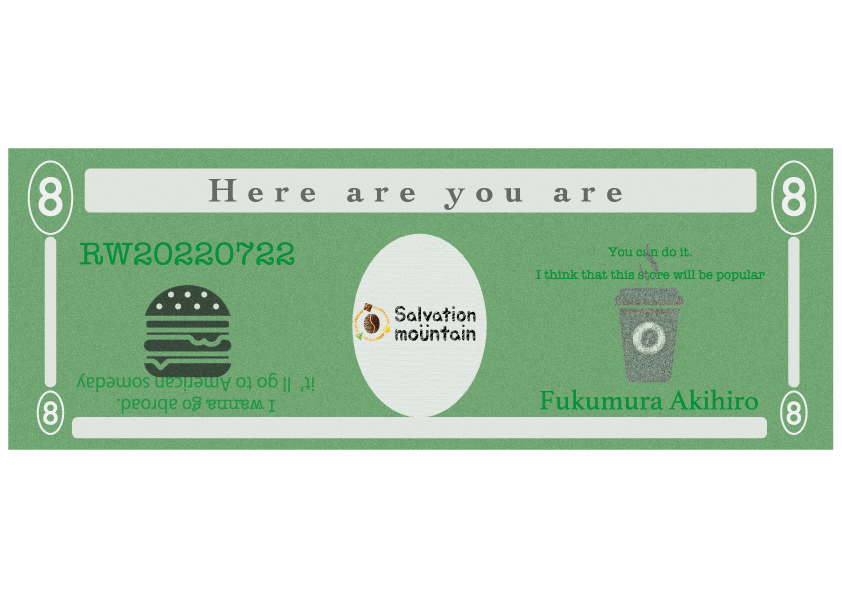 8
Here are you are
8
RW20220722
You can do it.
I think that this store will be popular
Salvation
moüntain
I wanna go abroad.
it' ll go to American someday
Fukumura Akihiro
8
8